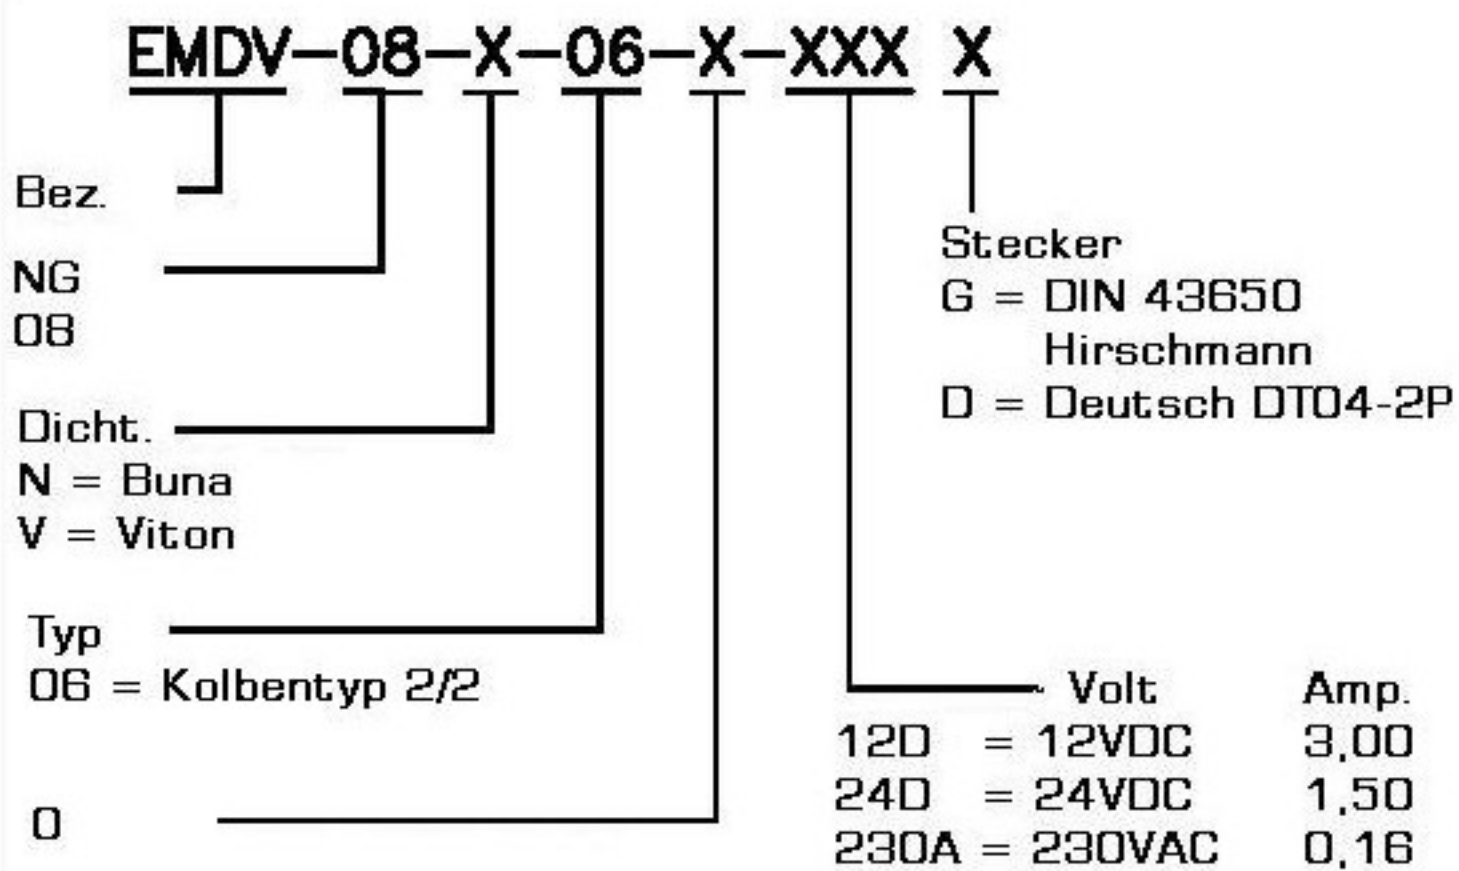 EMDV-08-X-06-X-XXX X
Bez.
NG
08
Dicht.
N = Buna
V = Viton
Typ
06 = Kolbentyp 2/2
0
Stecker
G = DIN 43650
Hirschmann
D = Deutsch DT04-2P
Volt Amp.
12D = 12VDC 3,00
24D = 24VDC 1,50
230A = 230VAC 0,16